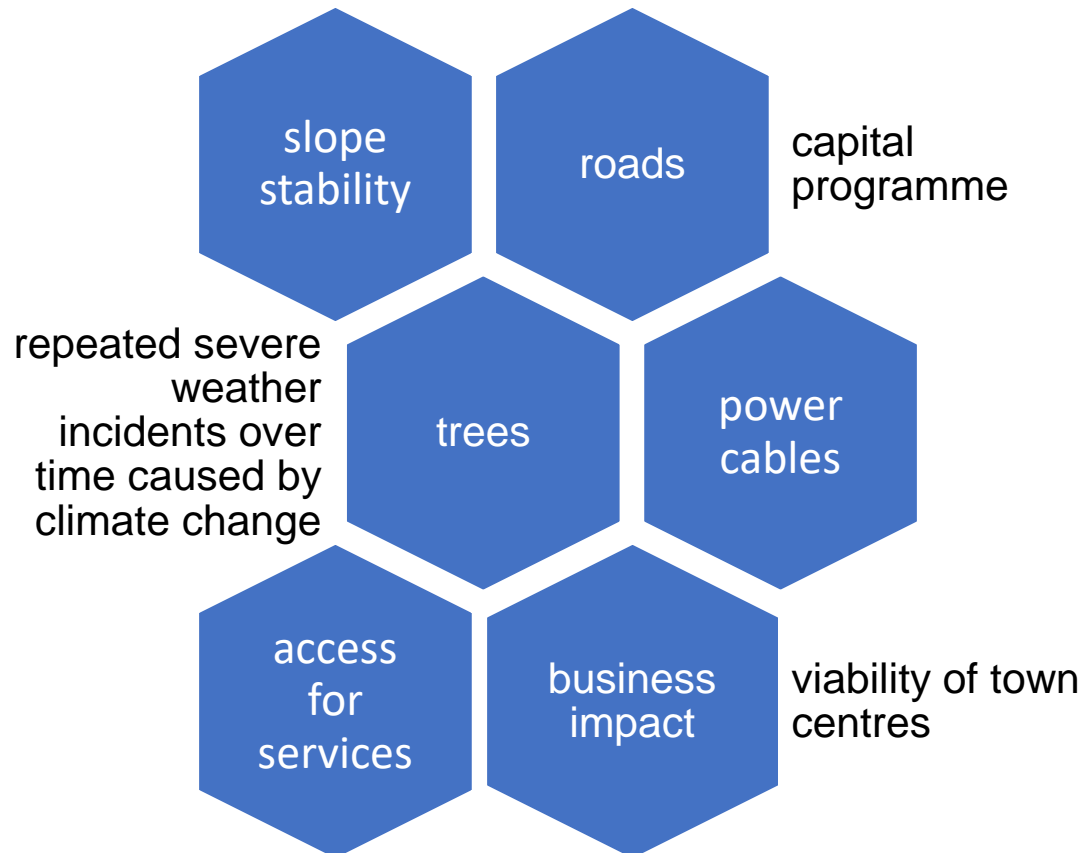 slope
stability
roads
capital
programme
repeated severe
weather
incidents over
time caused by
climate change
trees
power
cables
access
for
services
business
impact
viability of town
centres